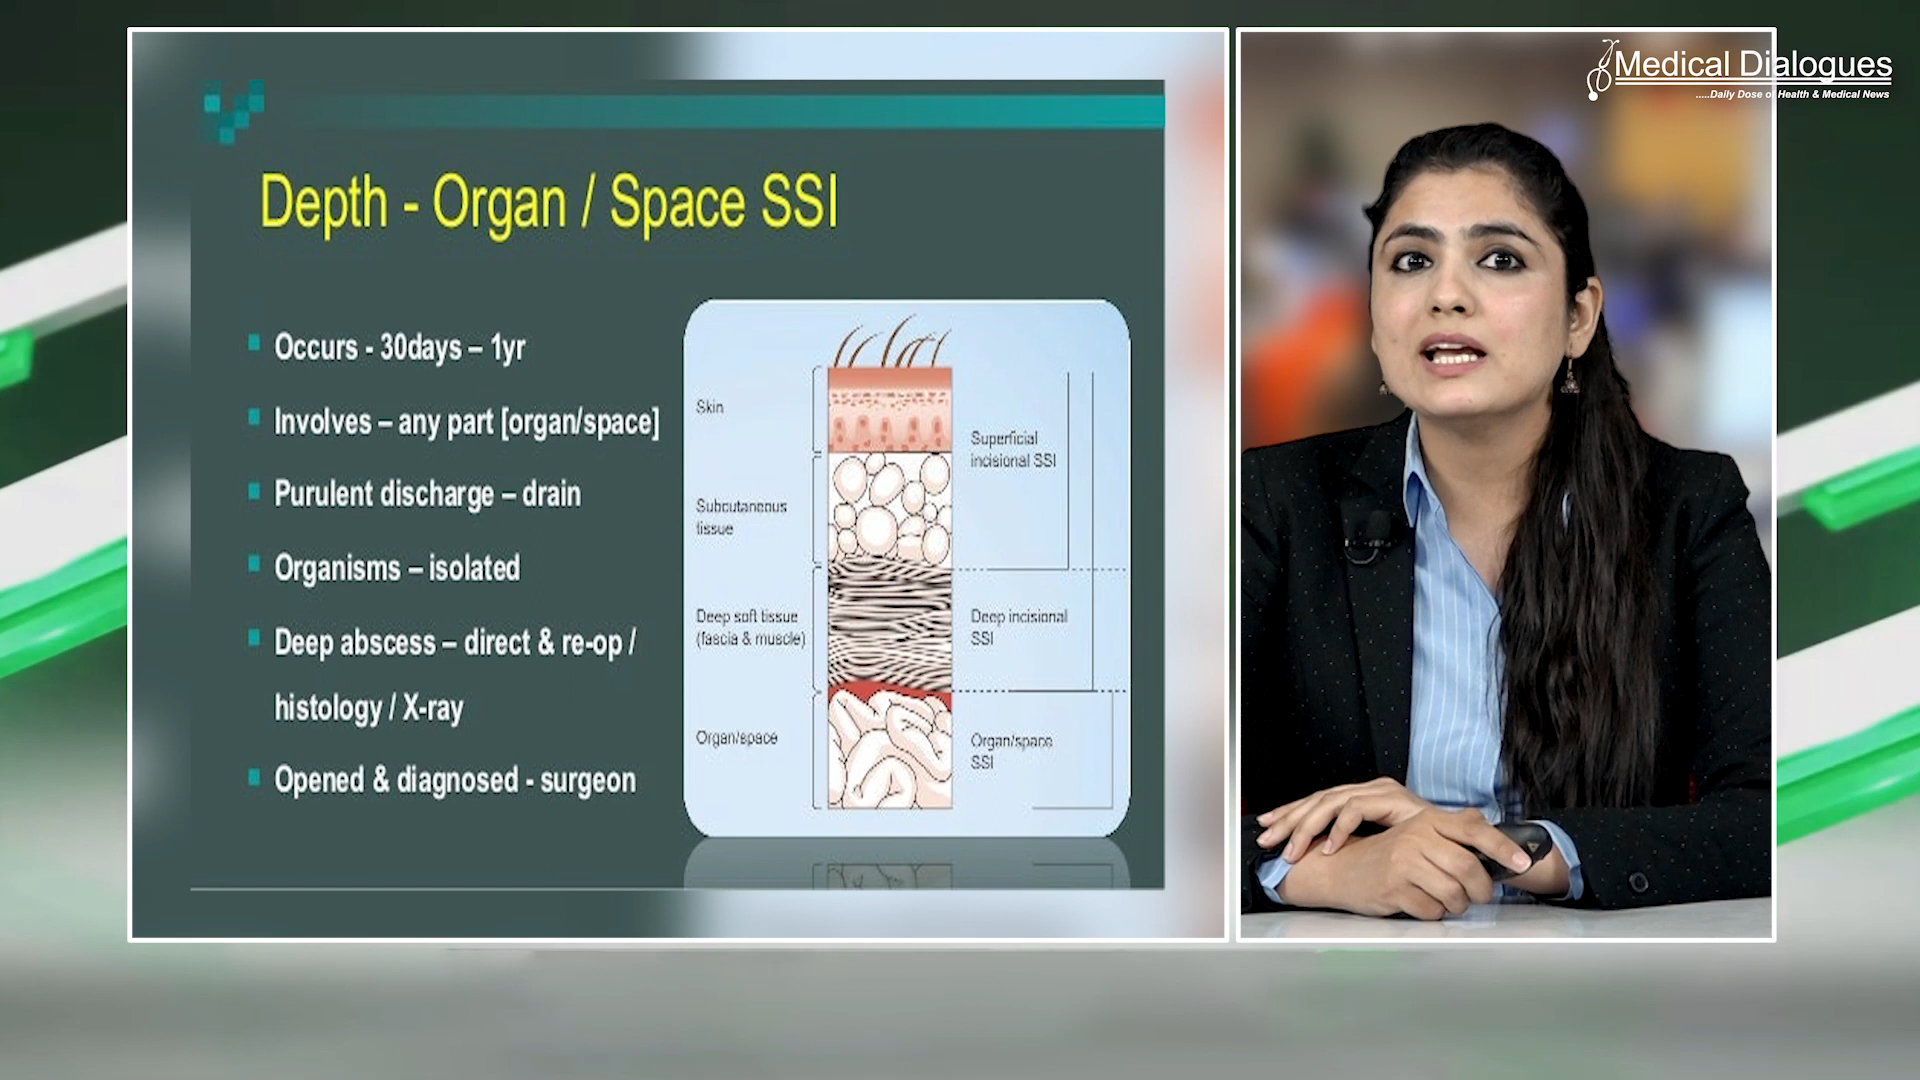 Medical Dialogues
.....Daily Dose of Health & Medical News
Depth - Organ / Space SSI
Occurs - 30days – 1yr
Involves – any part [organ/space]
Purulent discharge – drain
Organisms – isolated
Deep abscess – direct & re-op /
histology / X-ray
Opened & diagnosed - surgeon
Skin
Superficial
incisional SSI
Subcutaneous
tissue
Deep soft tissue
(fascia & muscle)
Deep incisional
SSI
Organ/space
Organ/space
SSI